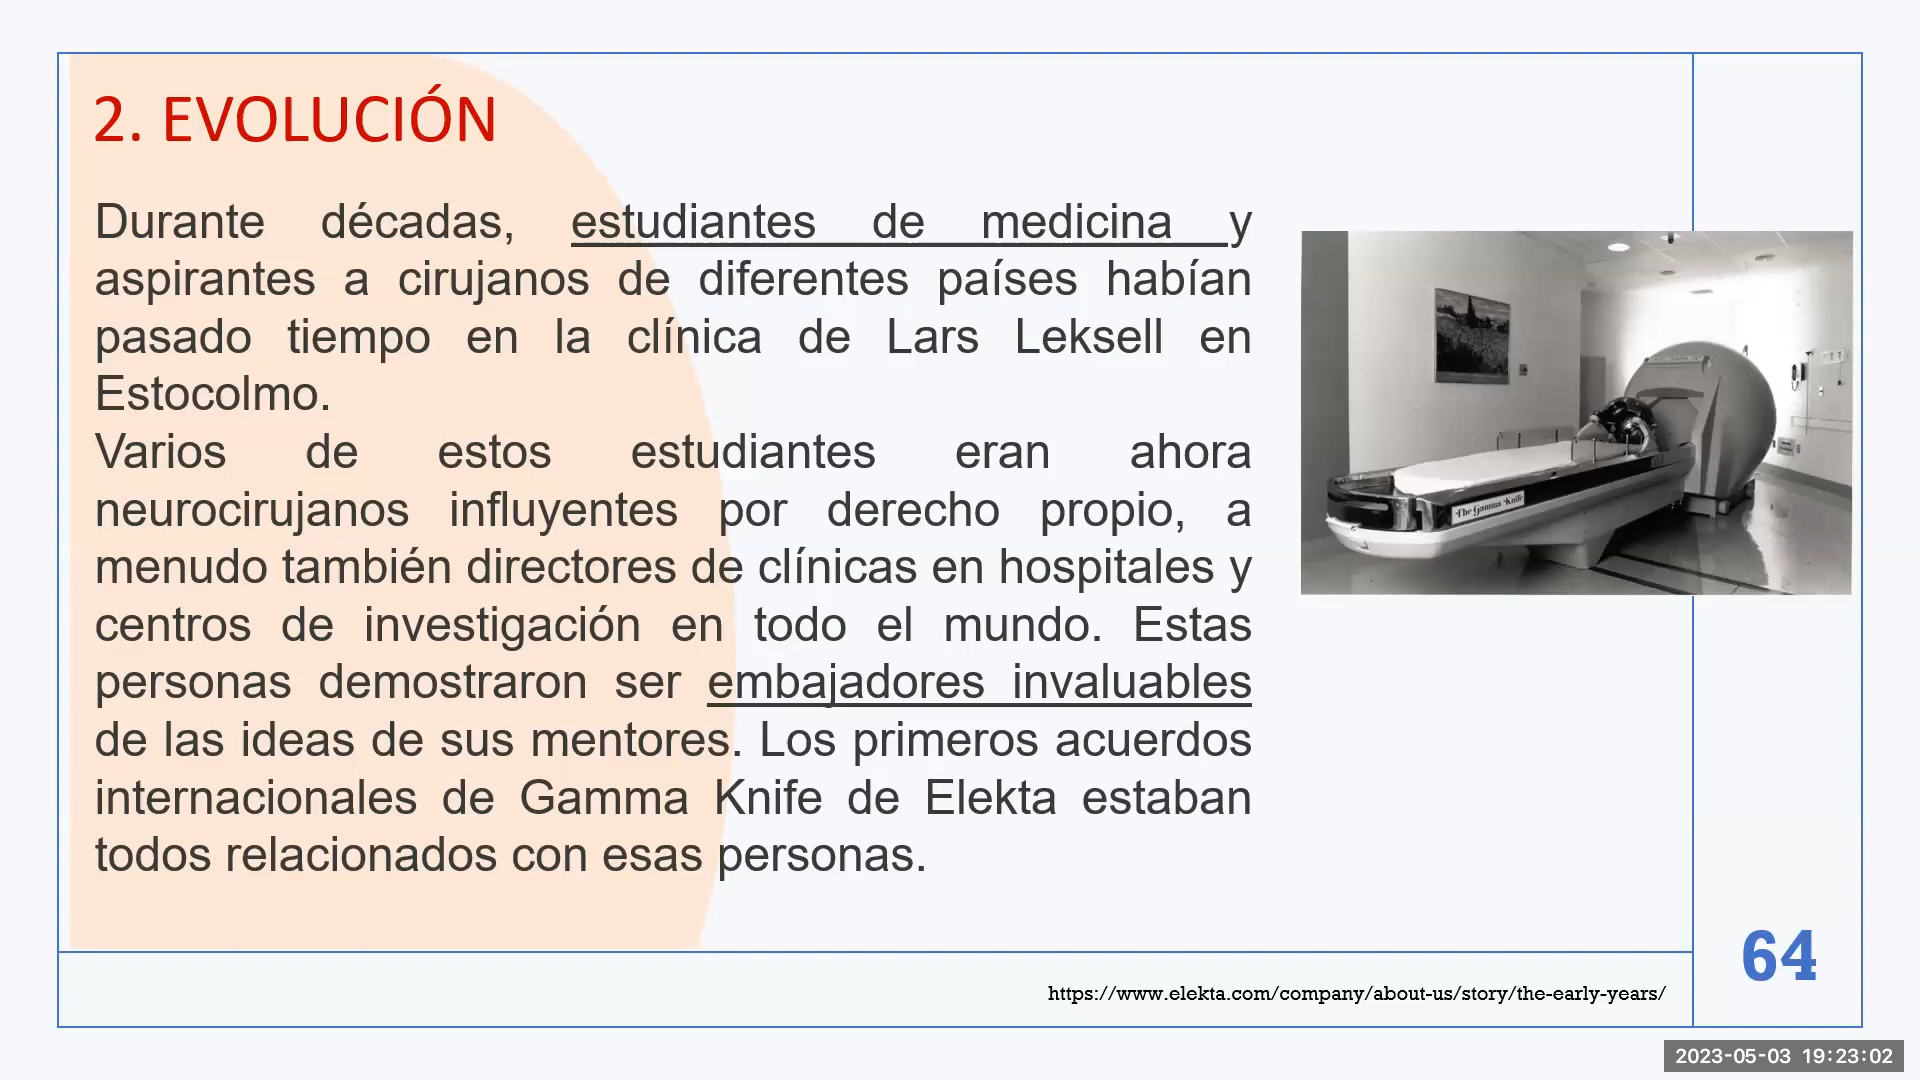 2. EVOLUCIÓN
Durante décadas, estudiantes de medicina y
aspirantes a cirujanos de diferentes países habían
pasado tiempo en la clínica de Lars Leksell en
Estocolmo.
Varios de estos estudiantes eran ahora
neurocirujanos influyentes por derecho propio, a
menudo también directores de clínicas en hospitales y
centros de investigación en todo el mundo. Estas
personas demostraron ser embajadores invaluables
de las ideas de sus mentores. Los primeros acuerdos
internacionales de Gamma Knife de Elekta estaban
todos relacionados con esas personas.
The Gamma Knife
64
https://www.elekta.com/company/about-us/story/the-early-years/
2023-05-03 19:23:02